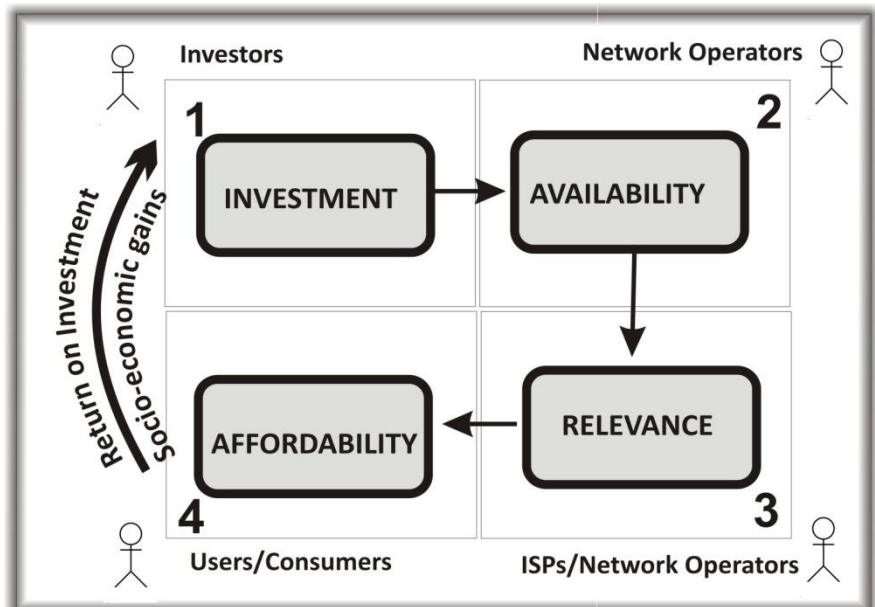 Investors
Network Operators
1
INVESTMENT
2
AVAILABILITY
Return on Investment
Socio-economic gains
AFFORDABILITY
4
RELEVANCE
3
Users/Consumers
ISPs/Network Operators